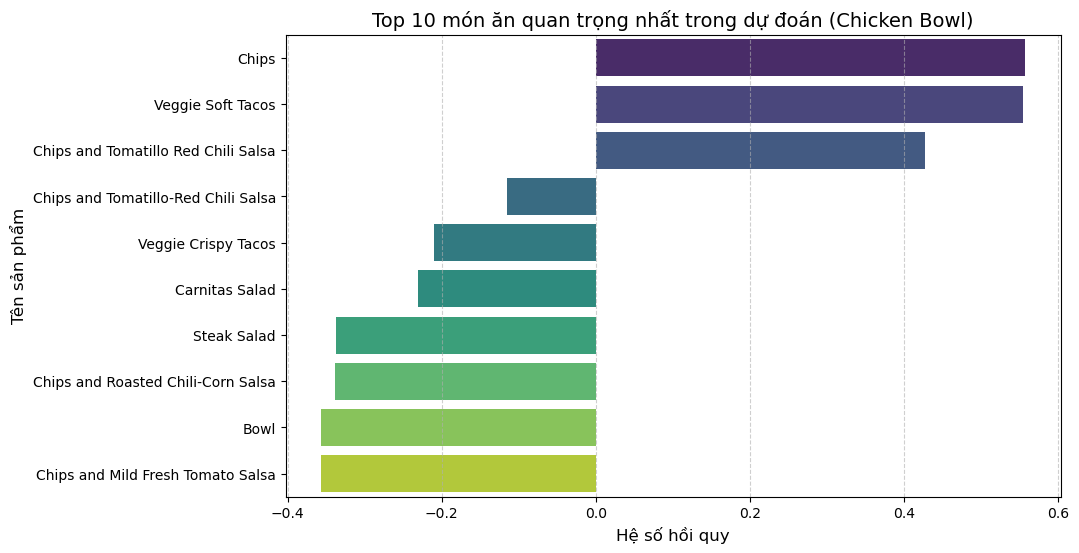 Top 10 món ăn quan trọng nhất trong dự đoán (Chicken Bowl)
Tên sản phẩm
Chips
Veggie Soft Tacos
Chips and Tomatillo Red Chili Salsa
Chips and Tomatillo-Red Chili Salsa
Veggie Crispy Tacos
Carnitas Salad
Steak Salad
Chips and Roasted Chili-Corn Salsa
Bowl
Chips and Mild Fresh Tomato Salsa
−0.4 −0.2 0.0 0.2 0.4 0.6
Hệ số hồi quy